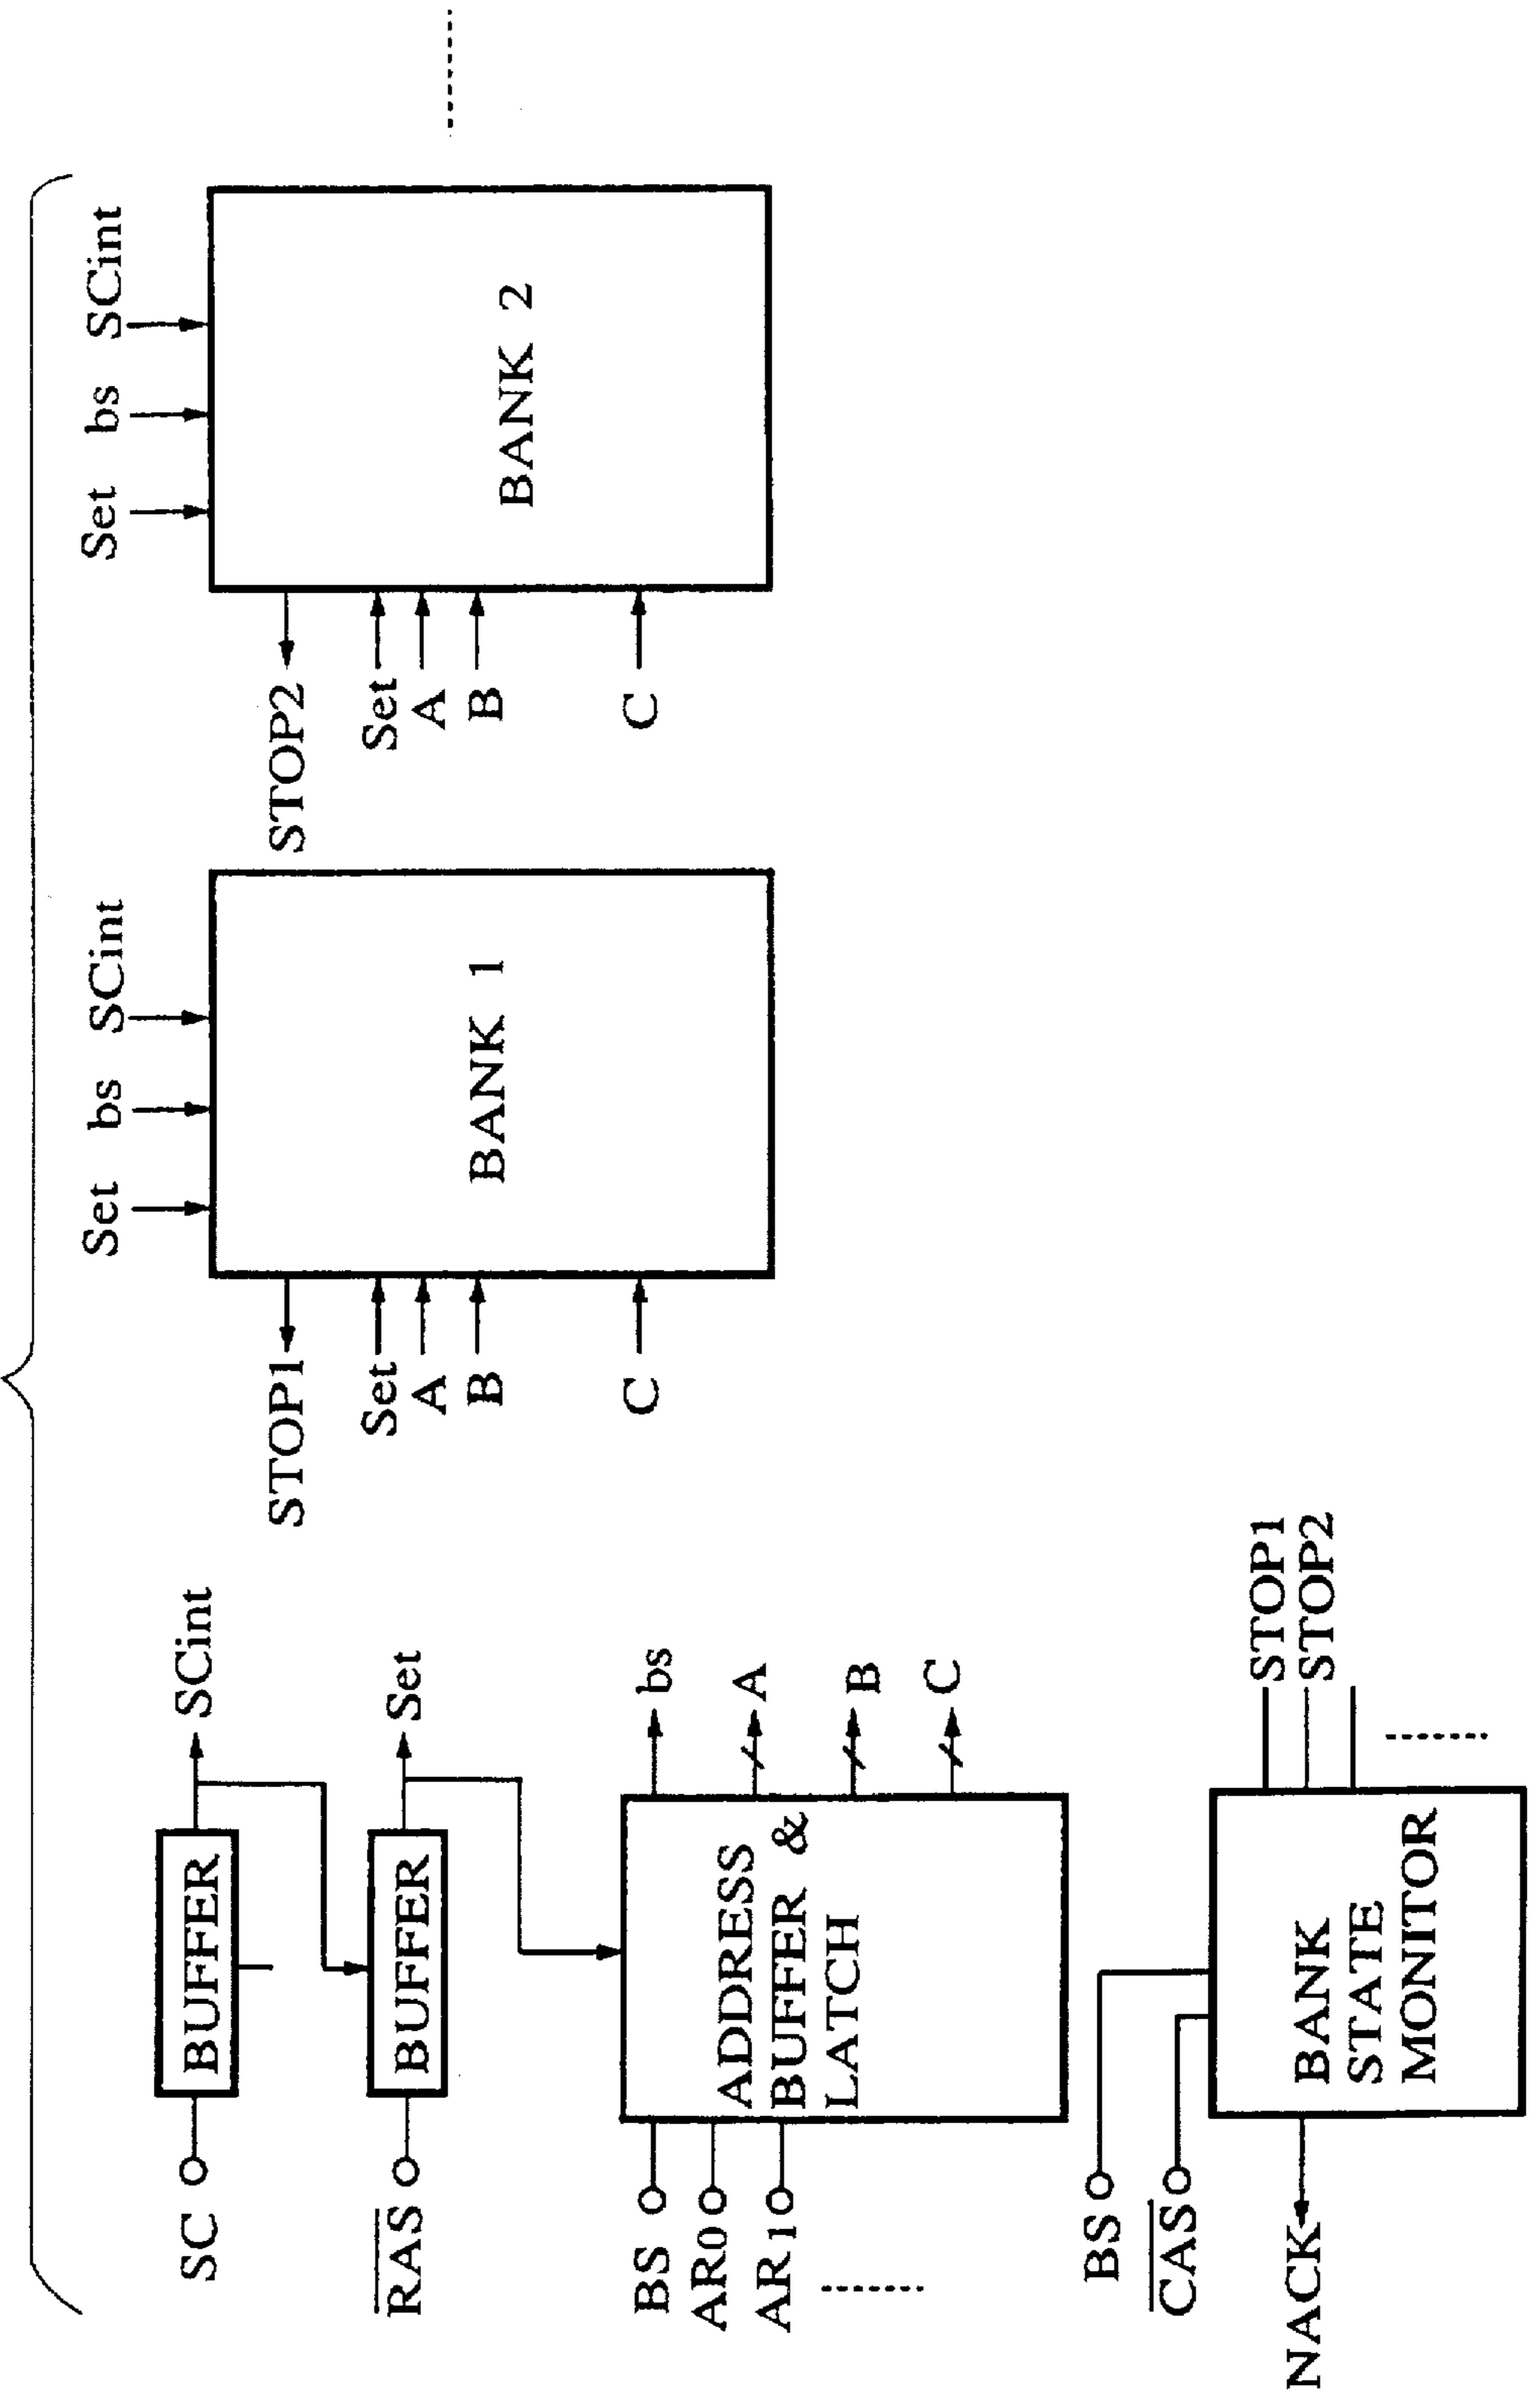 SC
BUFFER
SCint
RAS
BUFFER
Set
BS
AR0
AR1
ADDRESS
BUFFER &
LATCH
bs
A
B
C
BS
CAS
NACK
BANK
STATE
MONITOR
STOP1
STOP2
Set bs SCint
STOP1
Set
A
B
C
BANK 1
Set bs SCint
STOP2
Set
A
B
C
BANK 2